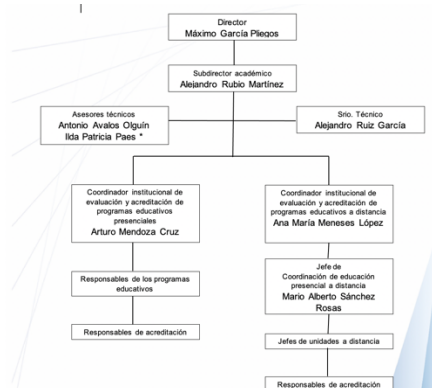 Director
Máximo García Pliegos
Subdirector académico
Alejandro Rubio Martínez
Asesores técnicos
Antonio Avalos Olguín
Ilda Patricia Paes *
Srio. Técnico
Alejandro Ruiz García
Coordinador institucional de
evaluación y acreditación de
programas educativos
presenciales
Arturo Mendoza Cruz
Responsables de los programas
educativos
Responsables de acreditación
Coordinador institucional de
evaluación y acreditación de
programas educativos a distancia
Ana María Meneses López
Jefe de
Coordinación de educación
presencial a distancia
Mario Alberto Sánchez
Rosas
Jefes de unidades a distancia
Responsables de acreditación